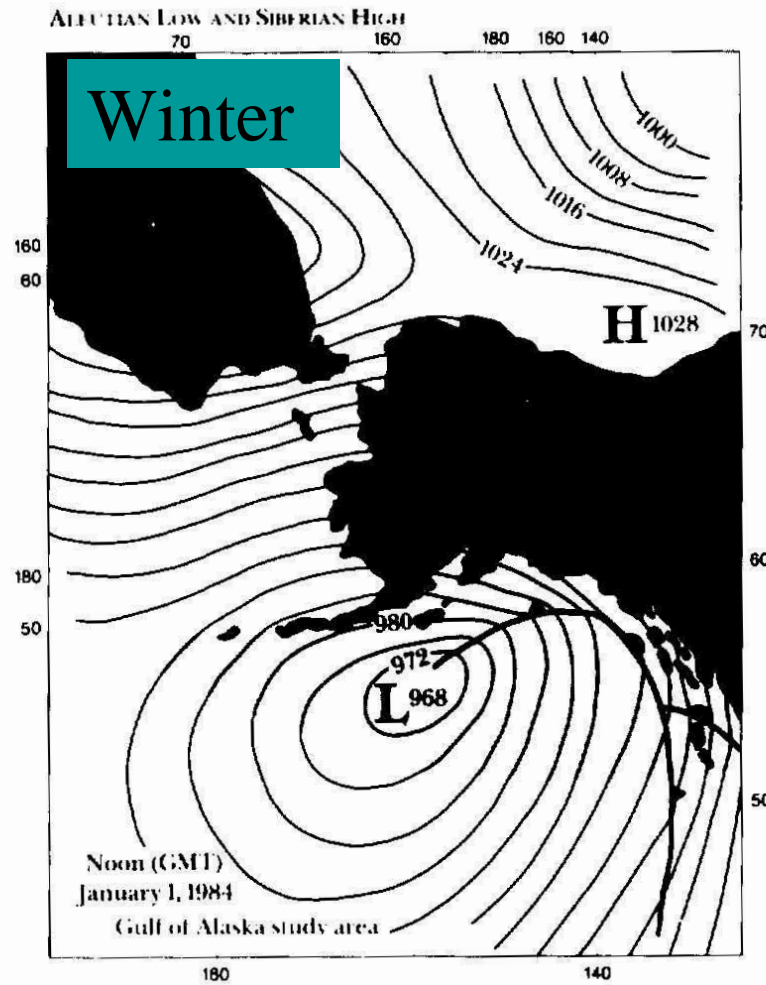 ALEUTIAN LOW AND SIBERIAN HIGH
70 160 180 160 140
Winter
1000
1008
1016
160
1024
60
H 1028
70
60
180
50
980
972
L 968
50
Noon (GMT)
January 1, 1984
Gulf of Alaska study area
180 140